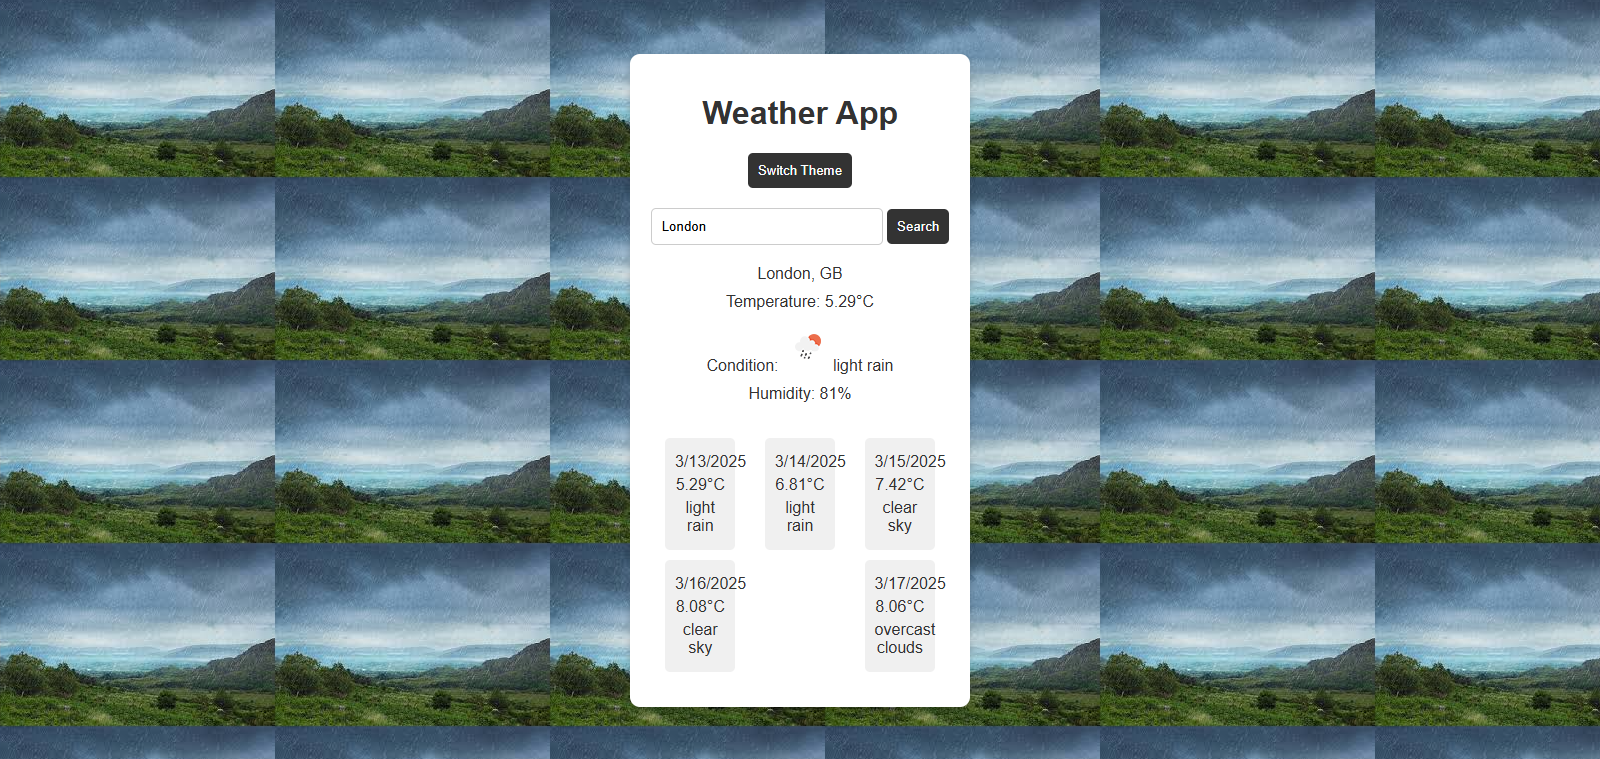 Weather App
Switch Theme
London Search
London, GB
Temperature: 5.29°C
Condition: light rain
Humidity: 81%
3/13/2025 3/14/2025 3/15/2025
5.29°C 6.81°C 7.42°C
light light clear
rain rain sky
3/16/2025 3/17/2025
8.08°C 8.06°C
clear overcast
sky clouds